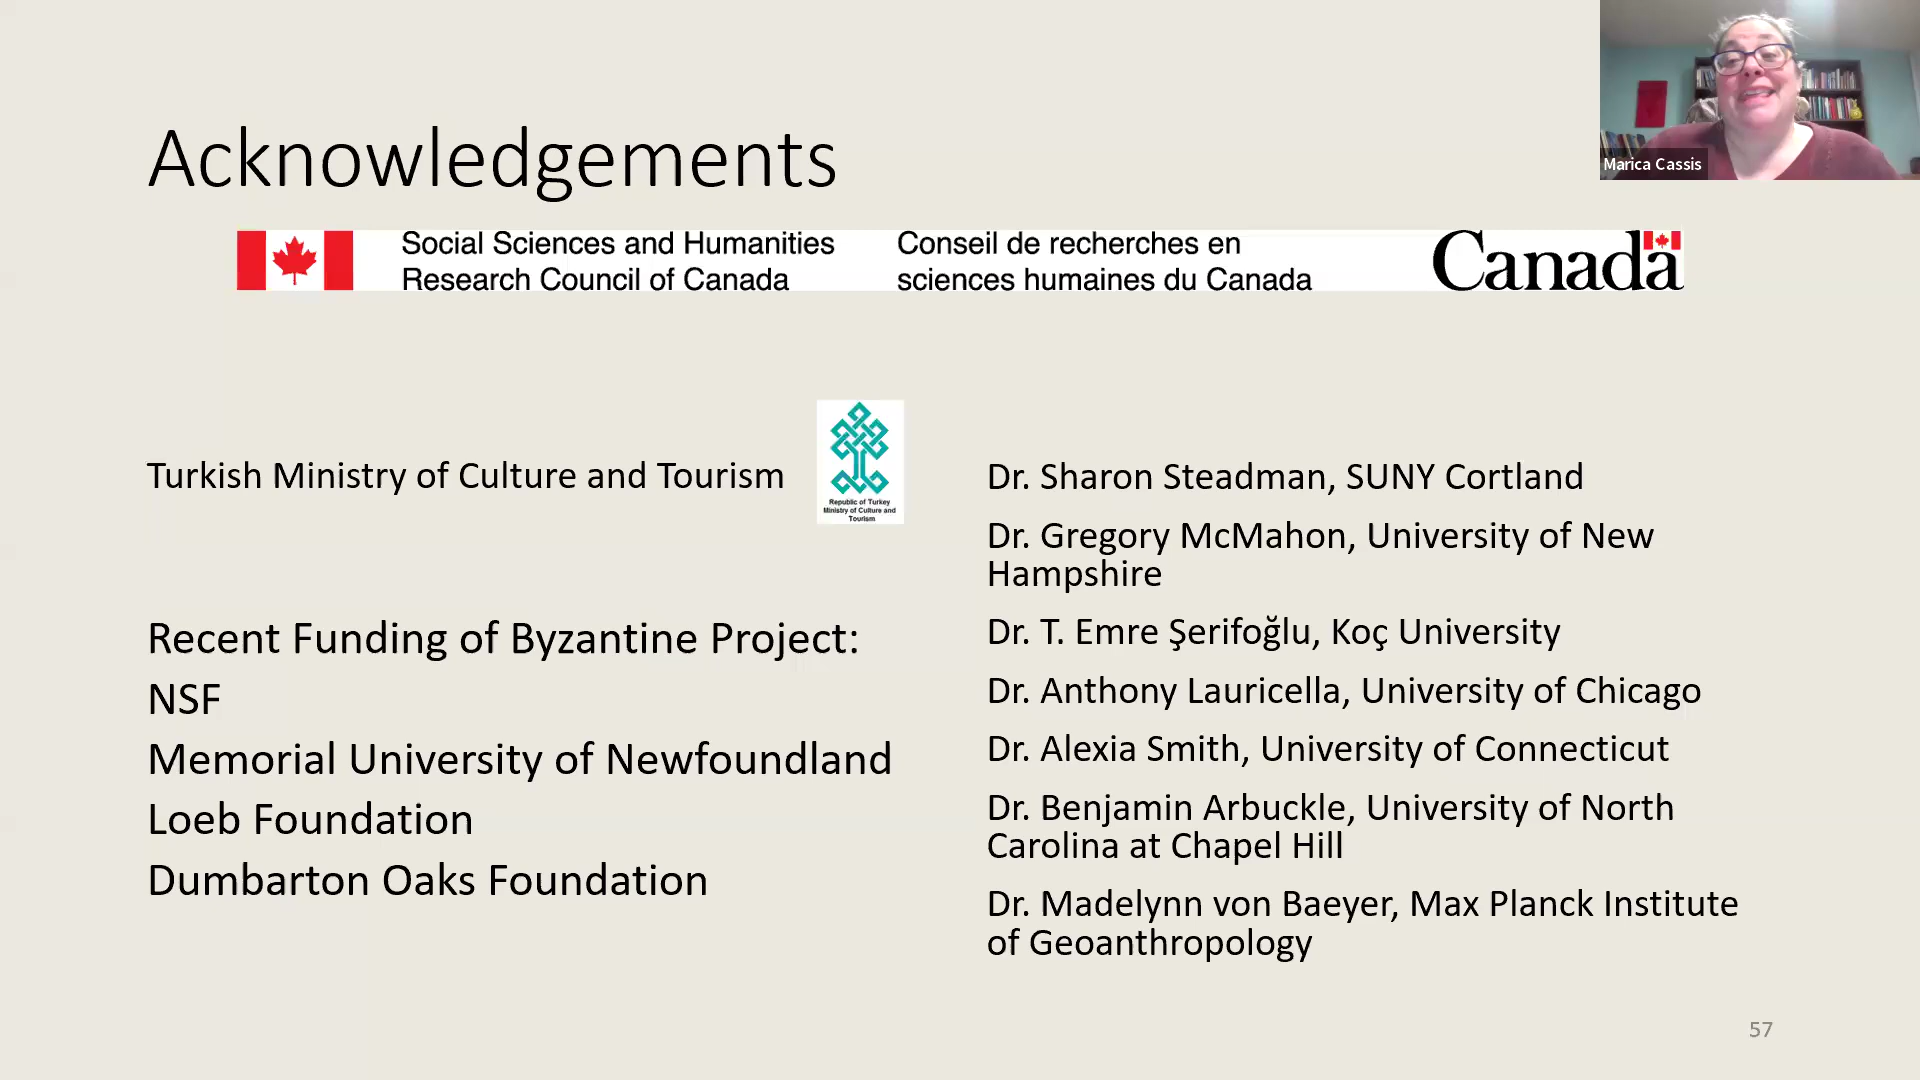 Acknowledgements
Marica Cassis
Social Sciences and Humanities
Research Council of Canada
Conseil de recherches en
sciences humaines du Canada
Canada
Turkish Ministry of Culture and Tourism
Republic of Turkey
Ministry of Culture and
Tourism
Recent Funding of Byzantine Project:
NSF
Memorial University of Newfoundland
Loeb Foundation
Dumbarton Oaks Foundation
Dr. Sharon Steadman, SUNY Cortland
Dr. Gregory McMahon, University of New
Hampshire
Dr. T. Emre Şerifoğlu, Koç University
Dr. Anthony Lauricella, University of Chicago
Dr. Alexia Smith, University of Connecticut
Dr. Benjamin Arbuckle, University of North
Carolina at Chapel Hill
Dr. Madelynn von Baeyer, Max Planck Institute
of Geoanthropology
57